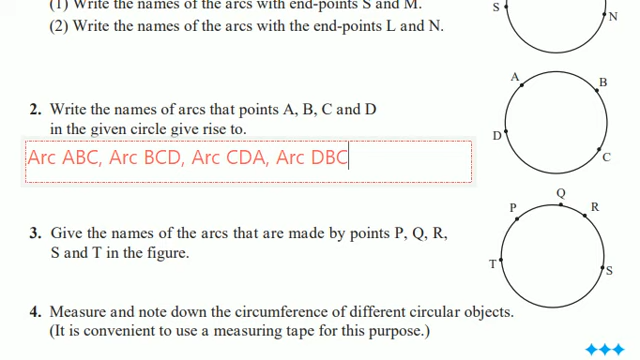 (1) Write the names of the arcs with end-points S and M.
(2) Write the names of the arcs with the end-points L and N.
S
N
2. Write the names of arcs that points A, B, C and D
in the given circle give rise to.
A
B
D
C
Arc ABC, Arc BCD, Arc CDA, Arc DBC
3. Give the names of the arcs that are made by points P, Q, R,
S and T in the figure.
Q
P
R
T
S
4. Measure and note down the circumference of different circular objects.
(It is convenient to use a measuring tape for this purpose.)